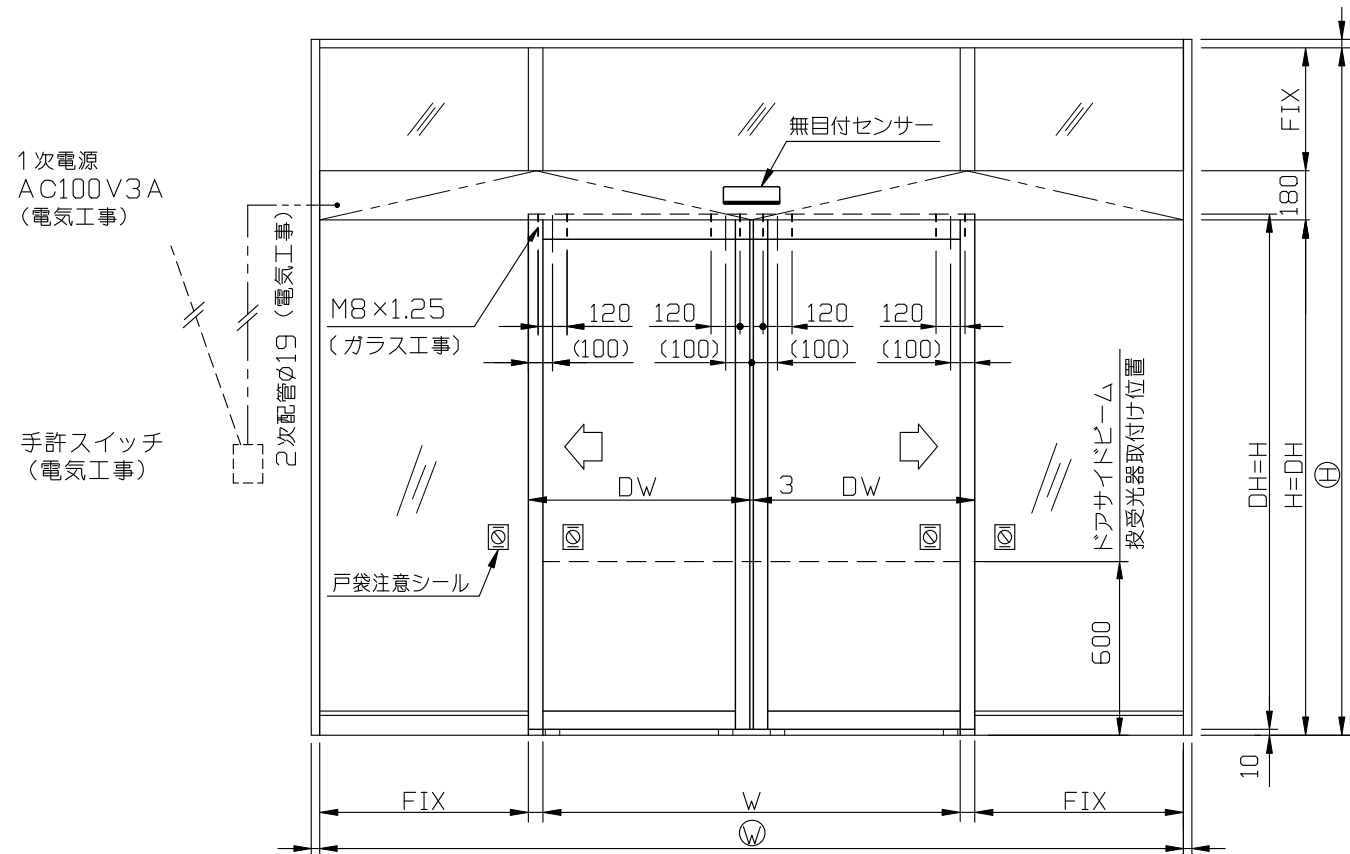 1次電源
AC100V3A
(電気工事)
無目付センサー
FIX
180
2次配管Ø19 (電気工事)
M8×1.25
(ガラス工事)
120
120
120
120
(100)
(100)
(100)
(100)
手許スイッチ
(電気工事)
DW
3
DW
ドアサイドビーム
投受光器取付け位置
DH=H
H=DH
H
戸袋注意シール
600
10
FIX
W
FIX
W